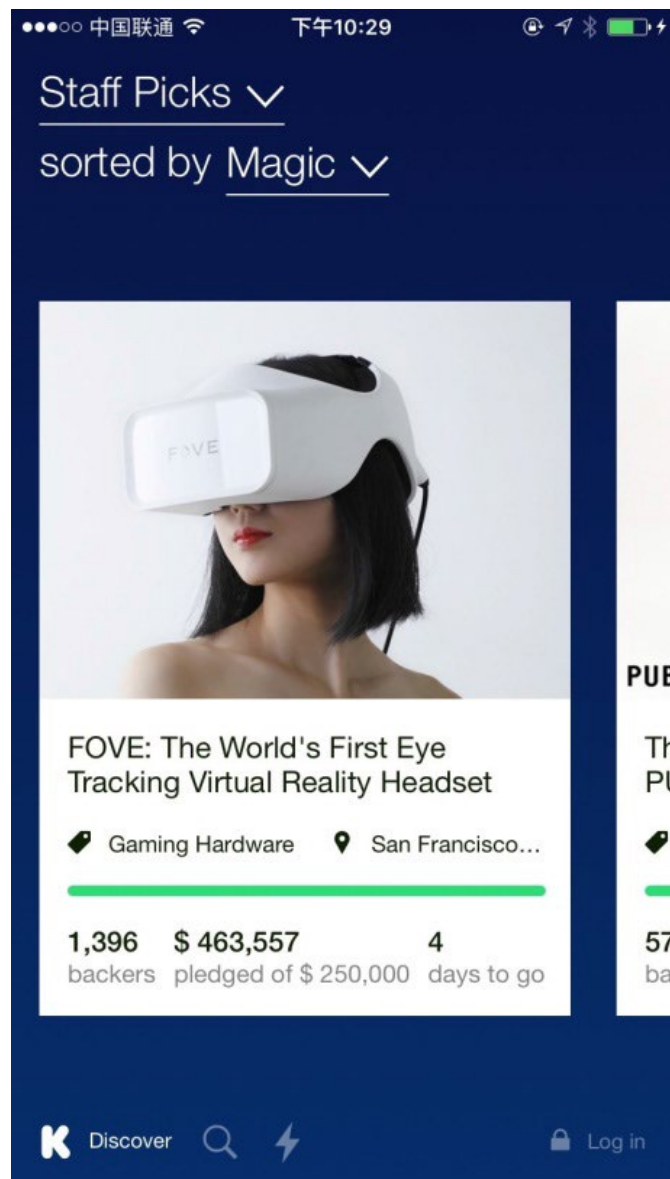 中国联通 下午10:29
Staff Picks
sorted by Magic
FOVE
FOVE: The World's First Eye
Tracking Virtual Reality Headset
Gaming Hardware San Francisco...
1,396 $ 463,557 4
backers pledged of $ 250,000 days to go
PUB
Th
PU
57
ba
K Discover Log in